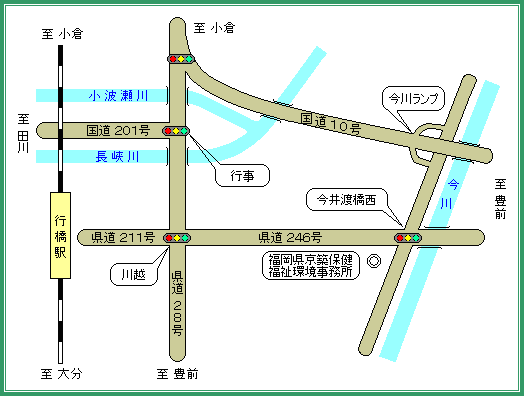 至 小倉
至 小倉
小波瀬川
今川ランプ
至田川
国道201号
国道10号
長峡川
行事
今川
至豊前
今井渡橋西
行橋駅
県道211号
県道246号
川越
福岡県京築保健
福祉環境事務所
県道28号
至 大分
至 豊前